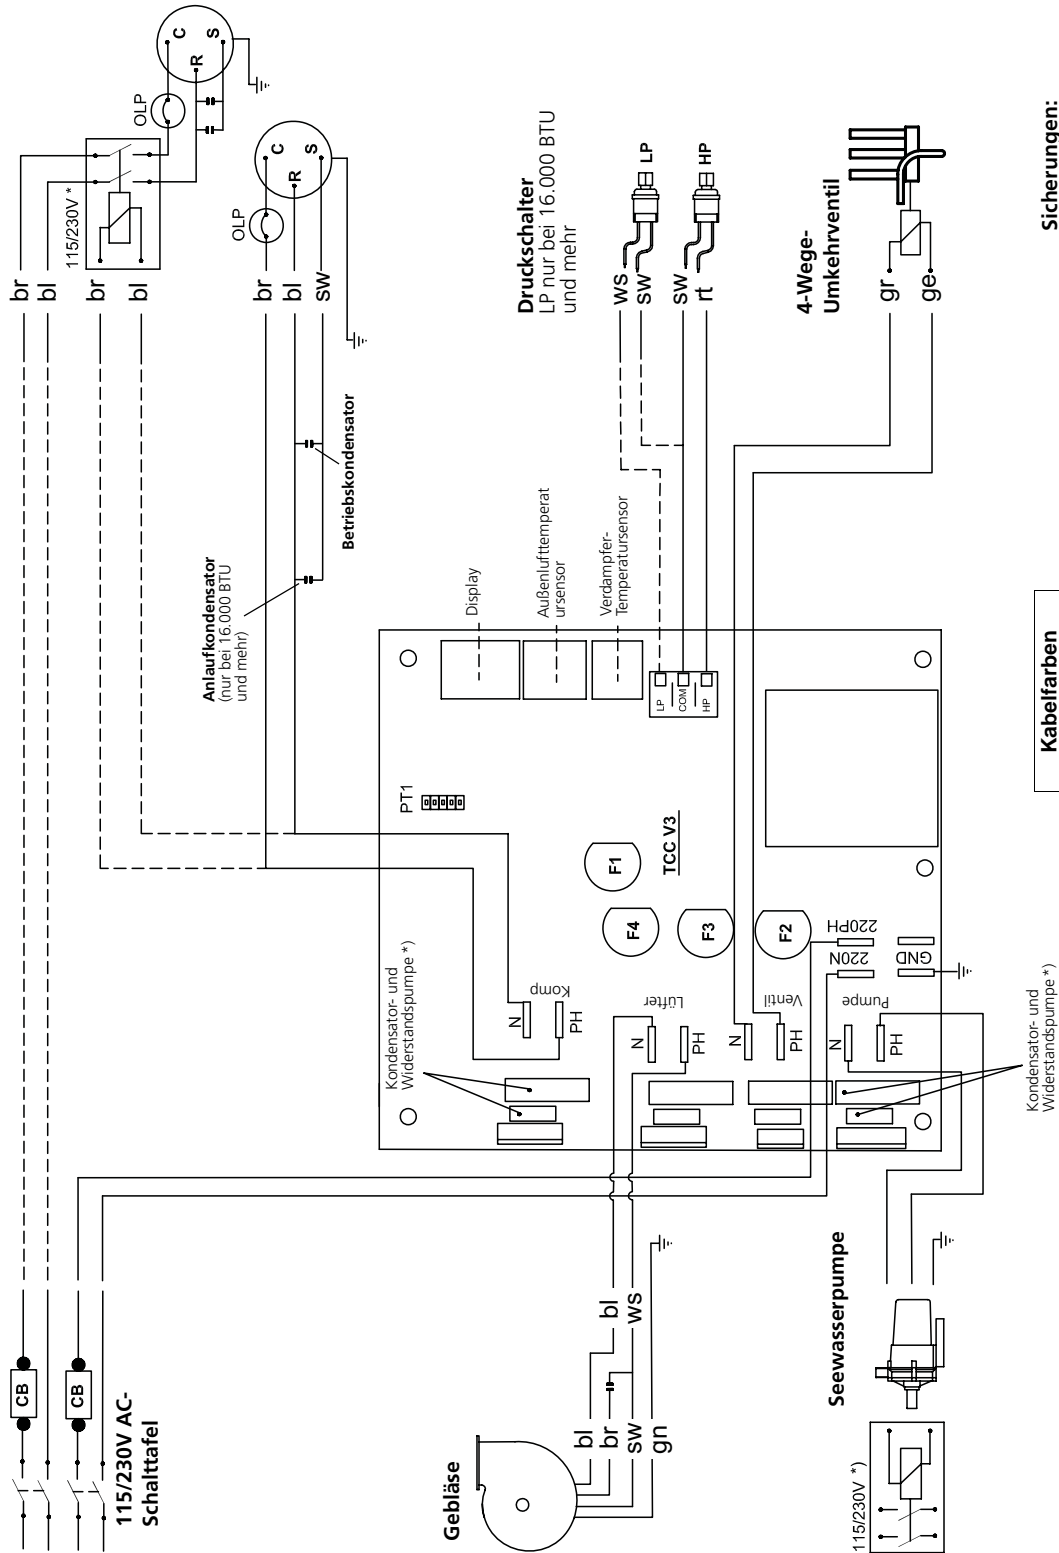 115/230V AC-
Schalttafel
CB
CB
br
bl
br
bl
115/230V *
OLP
C
R
S
br
bl
sw
OLP
C
R
S
Anlaufkondensator
(nur bei 16.000 BTU
und mehr)
Betriebskondensator
Druckschalter
LP nur bei 16.000 BTU
und mehr
ws
sw
LP
sw
rt
HP
4-Wege-
Umkehrventil
gr
ge
Display
Außenlufttemperat
ursensor
Verdampfer-
Temperatursensor
LP
COM
HP
PT1
TCC V3
F1
F4
F3
F2
Kondensator- und
Widerstandspumpe *)
Komp
N
PH
Lüfter
N
PH
Ventil
N
PH
Pumpe
N
PH
220PH
220N
GND
Kondensator- und
Widerstandspumpe *)
Gebläse
bl
br
sw
gn
bl
ws
Seewasserpumpe
115/230V *)
Kabelfarben
Sicherungen: